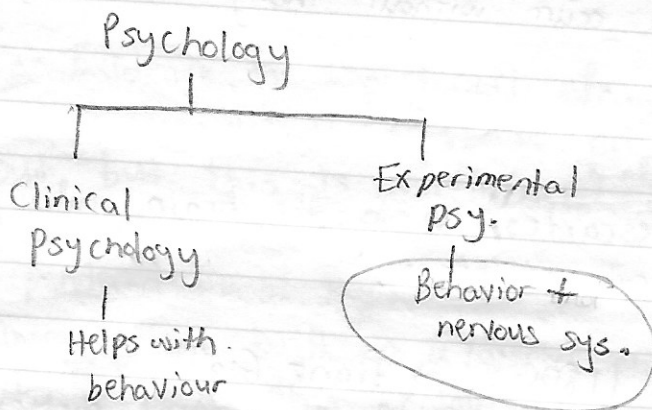 Psychology
Clinical
Psychology
Helps with.
behaviour
Experimental
psy.
Behavior +
nervous sys.